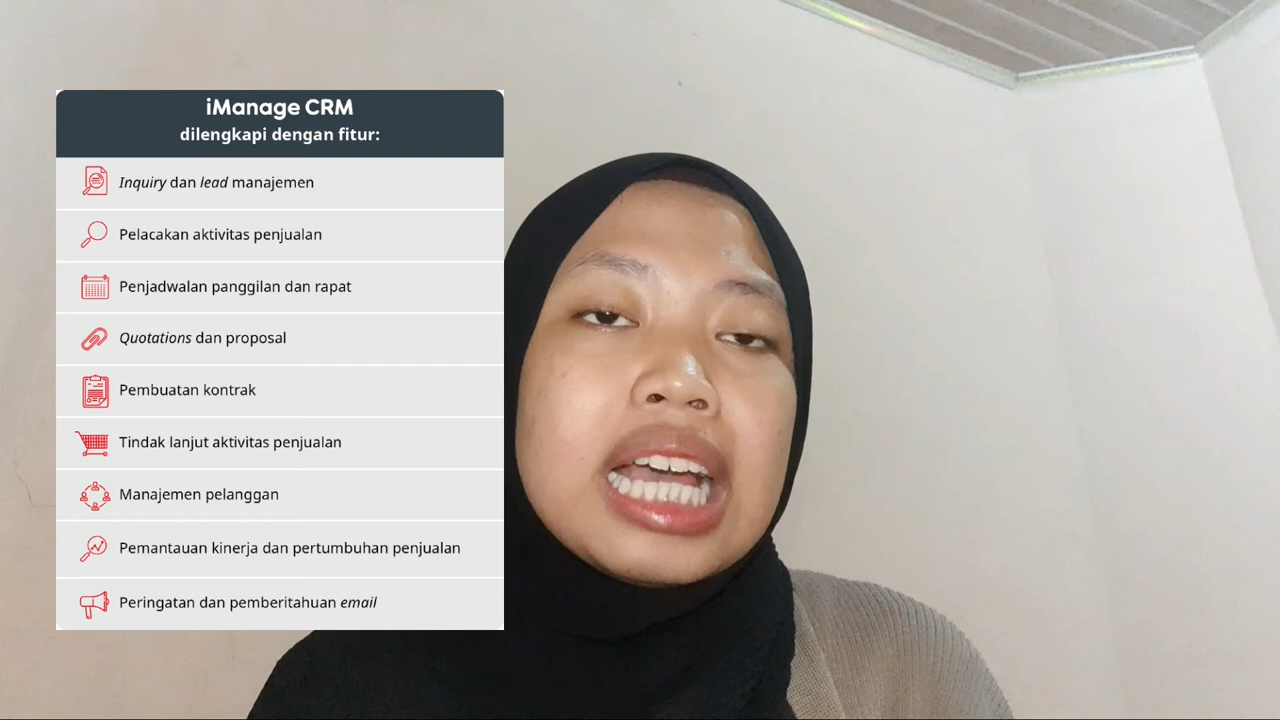 iManage CRM
dilengkapi dengan fitur:
Inquiry dan lead manajemen
Pelacakan aktivitas penjualan
Penjadwalan panggilan dan rapat
Quotations dan proposal
Pembuatan kontrak
Tindak lanjut aktivitas penjualan
Manajemen pelanggan
Pemantauan kinerja dan pertumbuhan penjualan
Peringatan dan pemberitahuan email